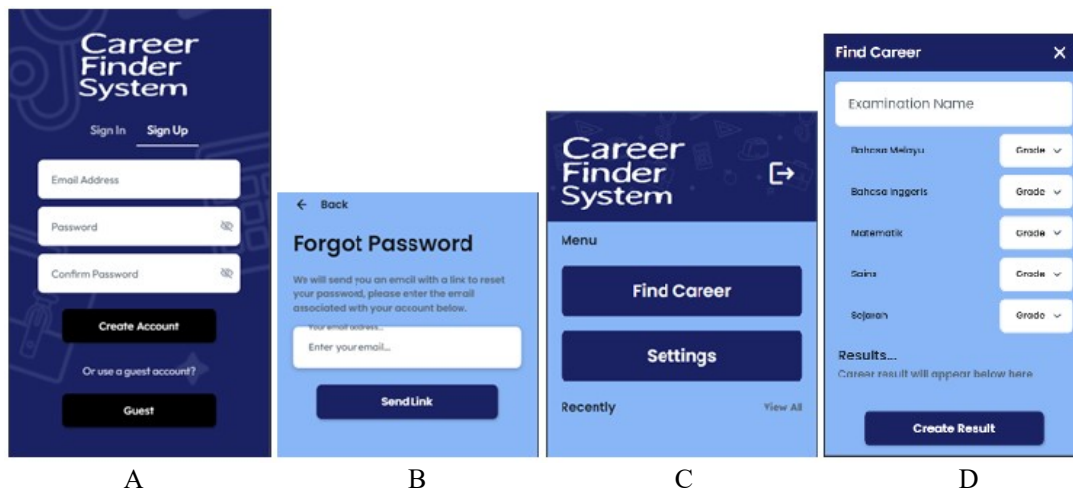 Career
Finder
System
Sign In Sign Up
Email Address
Password
Confirm Password
Create Account
Or use a guest account?
Guest
A
← Back
Forgot Password
We will send you an email with a link to reset
your password, please enter the email
associated with your account below.
Your email address...
Enter your email...
Send Link
B
Career
Finder
System
Menu
Find Career
Settings
Recently View All
C
Find Career ×
Examination Name
Bahasa Melayu Grade
Bahasa Inggeris Grade
Matematik Grade
Sains Grade
Sejarah Grade
Results...
Career result will appear below here
Create Result
D